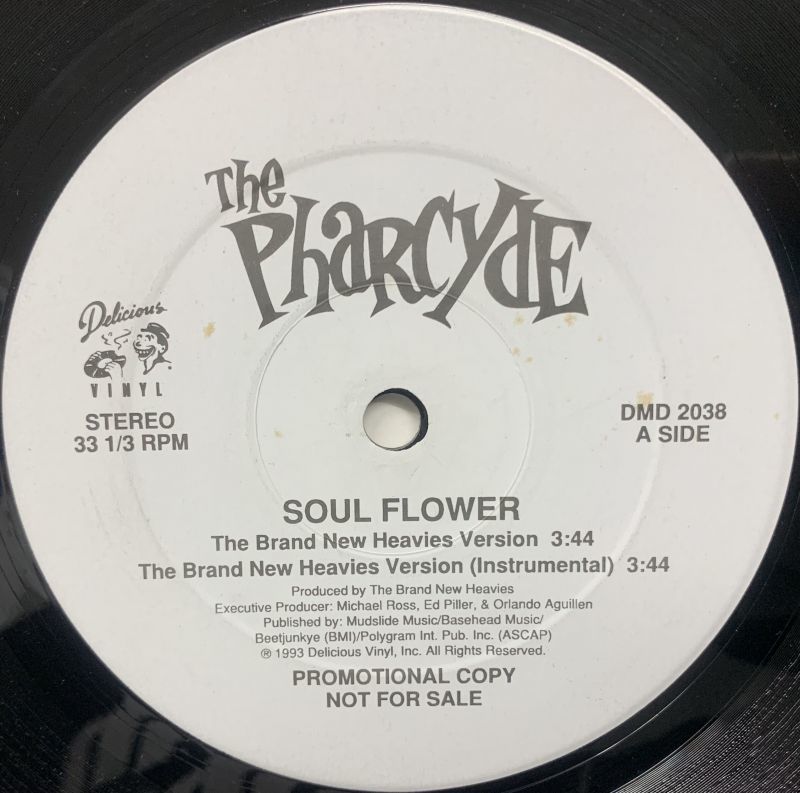 The
Pharcyde
Delicious
VINYL
STEREO
33 1/3 RPM
DMD 2038
A SIDE
SOUL FLOWER
The Brand New Heavies Version 3:44
The Brand New Heavies Version (Instrumental) 3:44
Produced by The Brand New Heavies
Executive Producer: Michael Ross, Ed Piller, & Orlando Aguillen
Published by: Mudslide Music/Basehead Music/
Beetjunkye (BMI)/Polygram Int. Pub. Inc. (ASCAP)
℗ 1993 Delicious Vinyl, Inc. All Rights Reserved.
PROMOTIONAL COPY
NOT FOR SALE